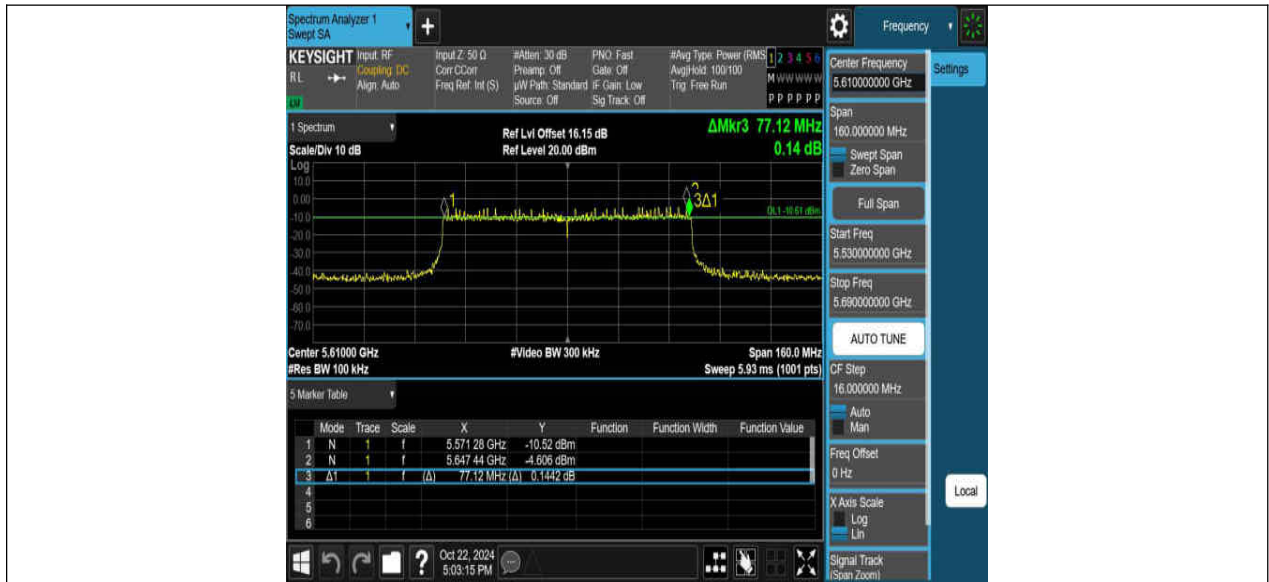 Spectrum Analyzer 1
Swept SA
+
Frequency
KEYSIGHT
RL
Input: RF
Coupling: DC
Align: Auto
Input Z: 50 Ω
Corr CCorr
Freq Ref: Int (S)
#Atten: 30 dB
Preamp: Off
µW Path: Standard
Source: Off
PNO: Fast
Gate: Off
IF Gain: Low
Sig Track: Off
#Avg Type: Power (RMS
Avg|Hold: 100/100
Trig: Free Run
1 2 3 4 5 6
M W W W W W
P P P P P P
Center Frequency
5.610000000 GHz
Settings
Span
160.000000 MHz
Swept Span
Zero Span
Full Span
Start Freq
5.530000000 GHz
Stop Freq
5.690000000 GHz
AUTO TUNE
CF Step
16.000000 MHz
Auto
Man
Freq Offset
0 Hz
X Axis Scale
Log
Lin
Signal Track
(Span Zoom)
Local
1 Spectrum
Scale/Div 10 dB
Ref Lvl Offset 16.15 dB
Ref Level 20.00 dBm
ΔMkr3 77.12 MHz
0.14 dB
Log
10.0
0.00
-10.0
-20.0
-30.0
-40.0
-50.0
-60.0
-70.0
1
3Δ1
DL1 -10.61 dBm
Center 5.61000 GHz
#Res BW 100 kHz
#Video BW 300 kHz
Span 160.0 MHz
Sweep 5.93 ms (1001 pts)
5 Marker Table
Mode Trace Scale X Y Function Function Width Function Value
1 N 1 f 5.571 28 GHz -10.52 dBm
2 N 1 f 5.647 44 GHz -4.606 dBm
3 Δ1 1 f (Δ) 77.12 MHz (Δ) 0.1442 dB
4
5
6
?
Oct 22, 2024
5:03:15 PM